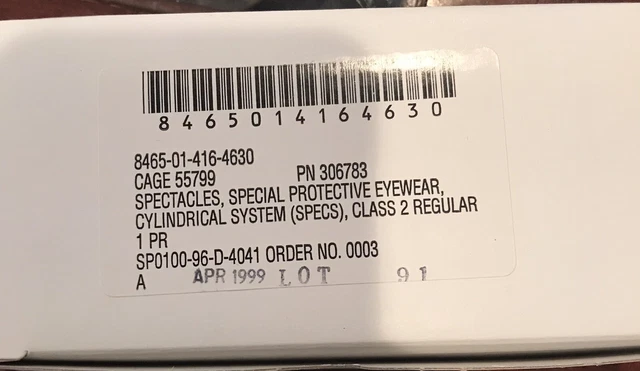 8465014164630
8465-01-416-4630
CAGE 55799 PN 306783
SPECTACLES, SPECIAL PROTECTIVE EYEWEAR,
CYLINDRICAL SYSTEM (SPECS), CLASS 2 REGULAR
1 PR
SP0100-96-D-4041 ORDER NO. 0003
A APR 1999 LOT 91